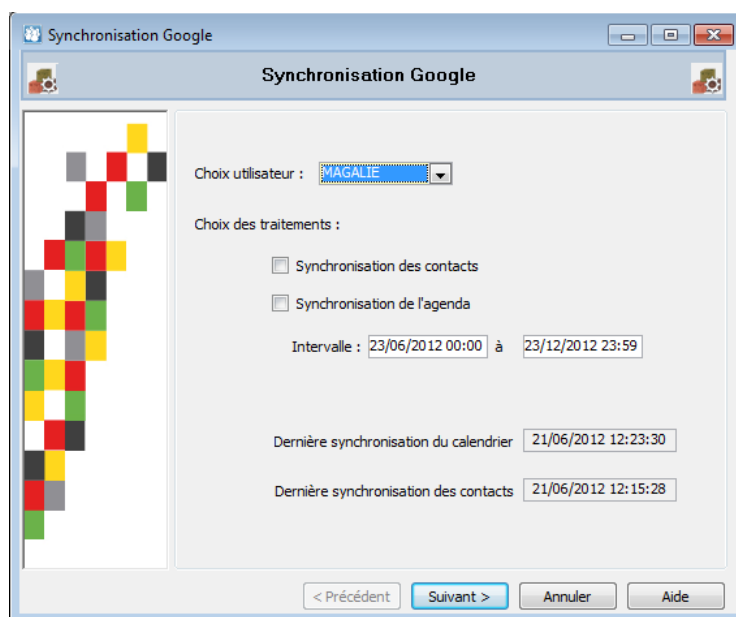 Synchronisation Google
Synchronisation Google
Choix utilisateur : MAGALIE
Choix des traitements :
Synchronisation des contacts
Synchronisation de l'agenda
Intervalle : 23/06/2012 00:00 à 23/12/2012 23:59
Dernière synchronisation du calendrier 21/06/2012 12:23:30
Dernière synchronisation des contacts 21/06/2012 12:15:28
< Précédent Suivant > Annuler Aide